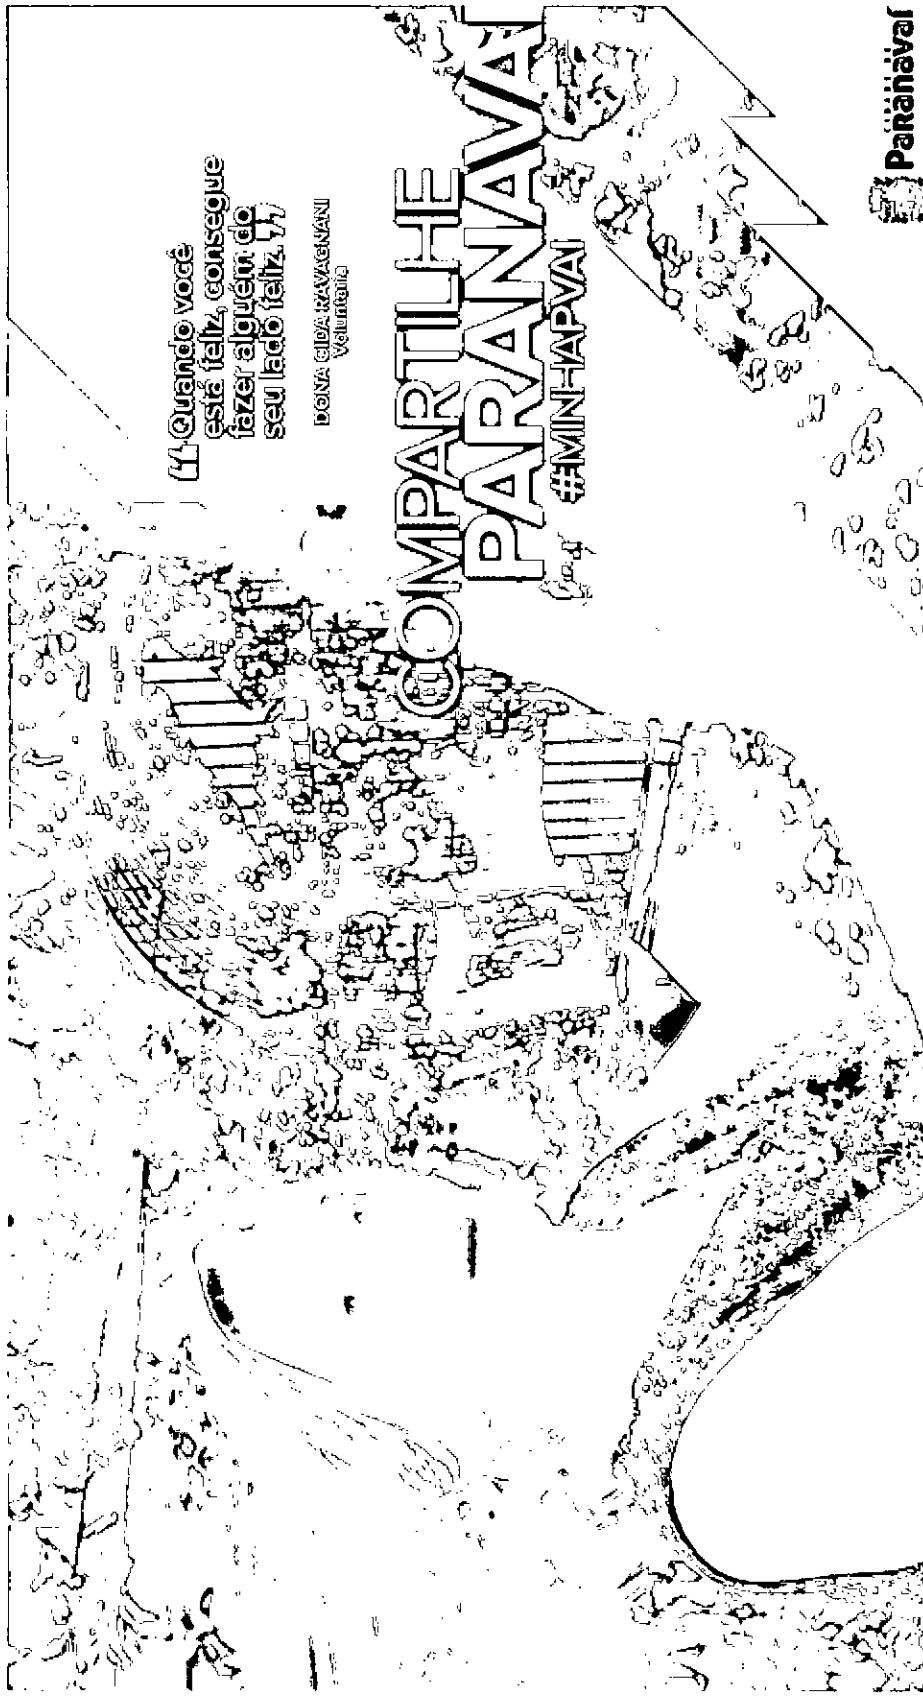 “Quando você
está feliz, consegue
fazer alguém do
seu lado feliz.”
DONA CIDA RAVAGNANI
Voluntária
COMPARTILHE
PARANAVAÍ
#MINHAPVAI
Paranavaí